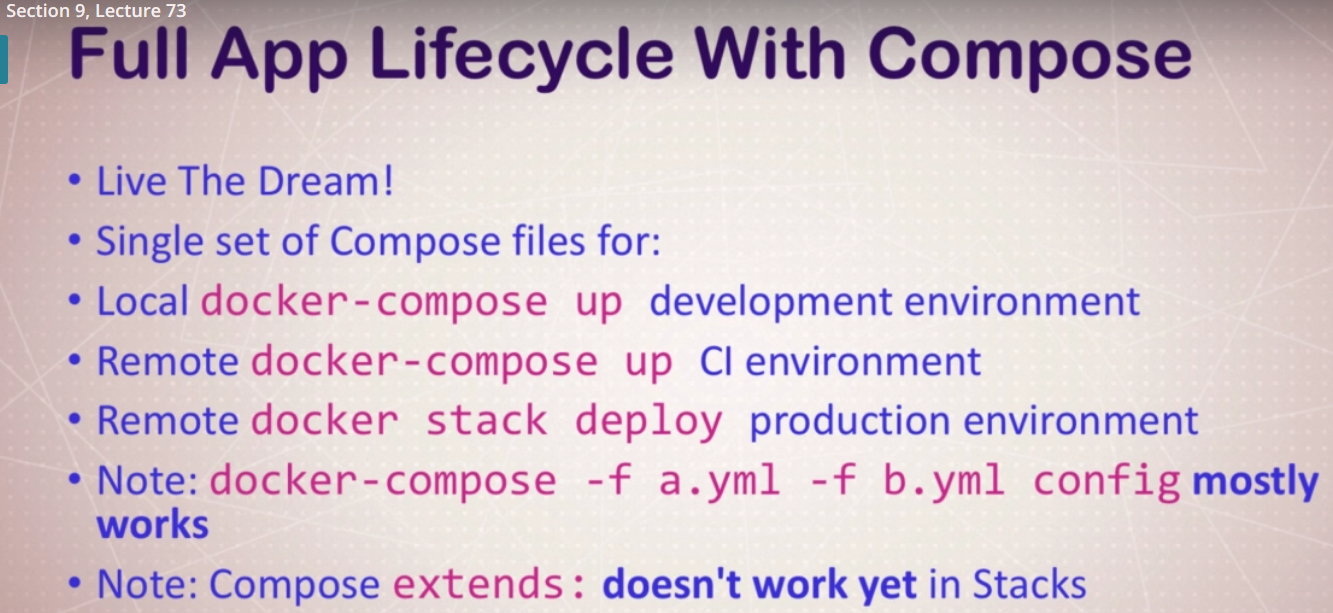 Section 9, Lecture 73
Full App Lifecycle With Compose
• Live The Dream!
• Single set of Compose files for:
• Local docker-compose up development environment
• Remote docker-compose up CI environment
• Remote docker stack deploy production environment
• Note: docker-compose -f a.yml -f b.yml config mostly
works
• Note: Compose extends: doesn't work yet in Stacks